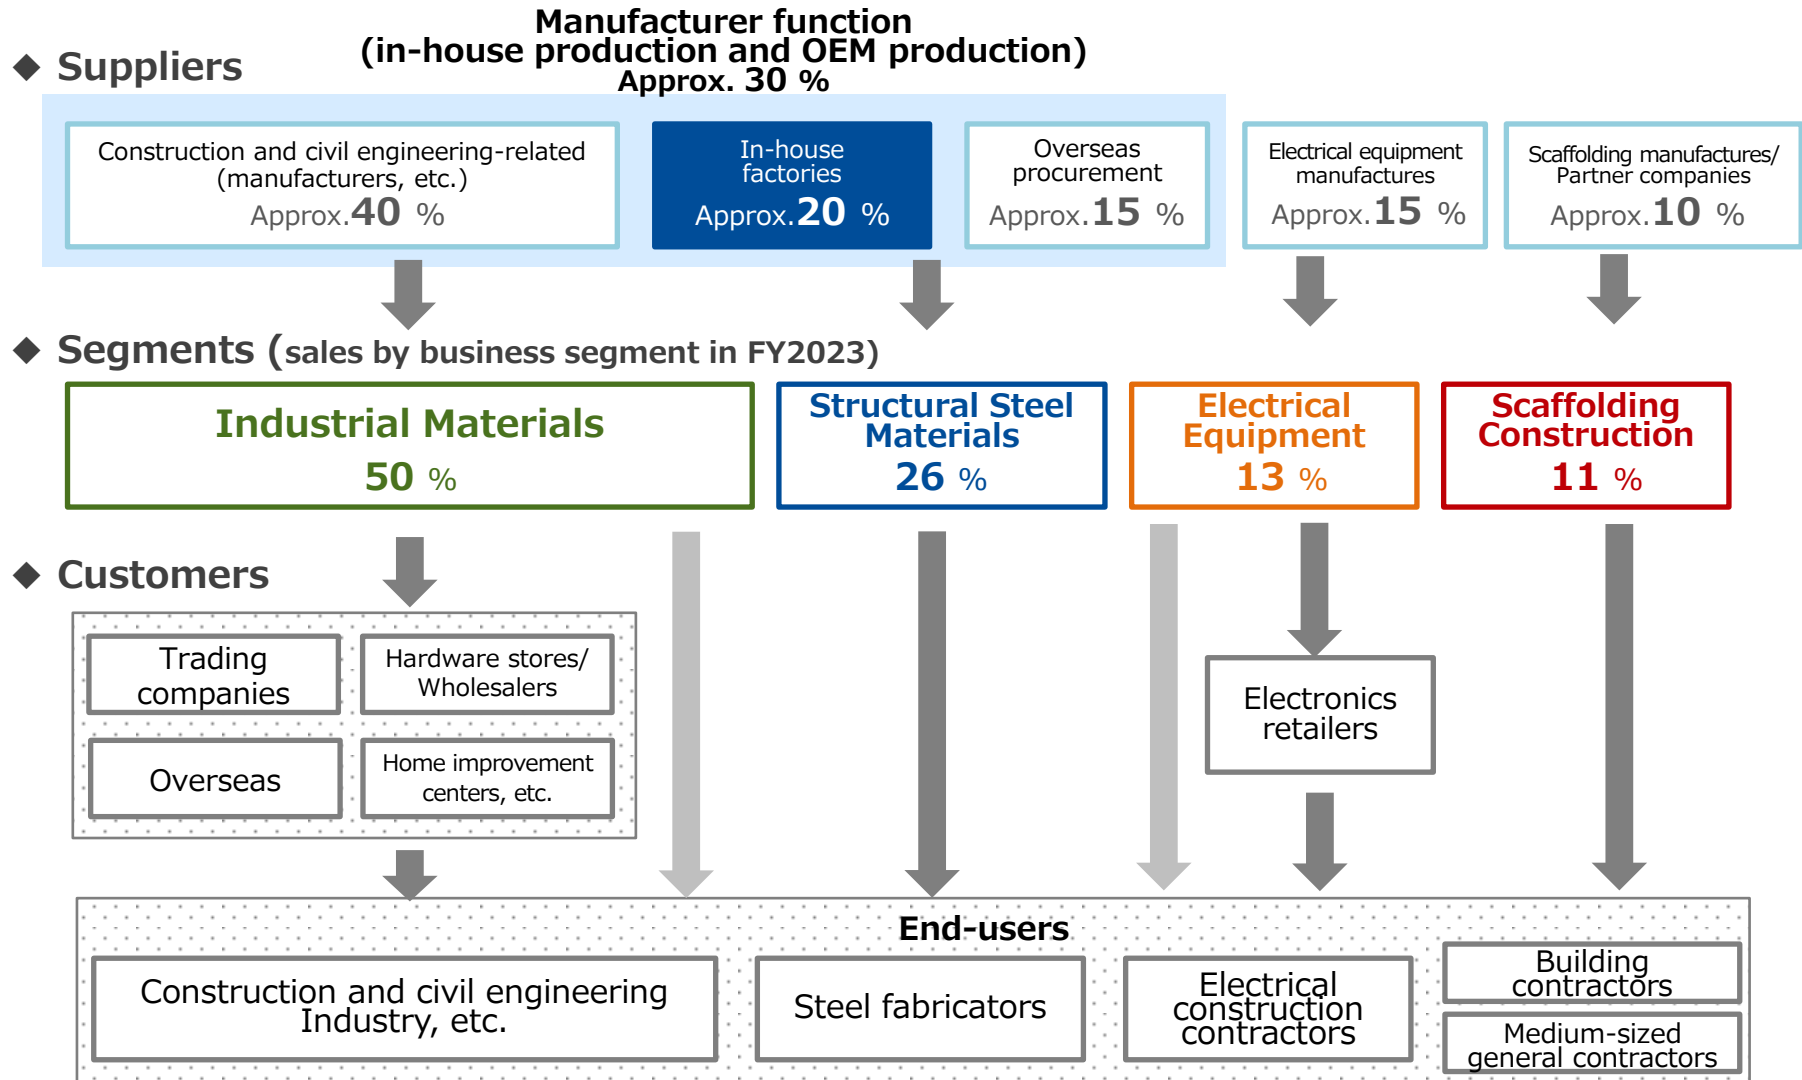 Manufacturer function
(in-house production and OEM production)
Approx. 30 %
◆ Suppliers
Construction and civil engineering-related
(manufacturers, etc.)
Approx.40 %
In-house
factories
Approx.20 %
Overseas
procurement
Approx.15 %
Electrical equipment
manufactures
Approx.15 %
Scaffolding manufactures/
Partner companies
Approx.10 %
◆ Segments (sales by business segment in FY2023)
Industrial Materials
50 %
Structural Steel
Materials
26 %
Electrical
Equipment
13 %
Scaffolding
Construction
11 %
◆ Customers
Trading
companies
Hardware stores/
Wholesalers
Overseas
Home improvement
centers, etc.
Electronics
retailers
End-users
Construction and civil engineering
Industry, etc.
Steel fabricators
Electrical
construction
contractors
Building
contractors
Medium-sized
general contractors